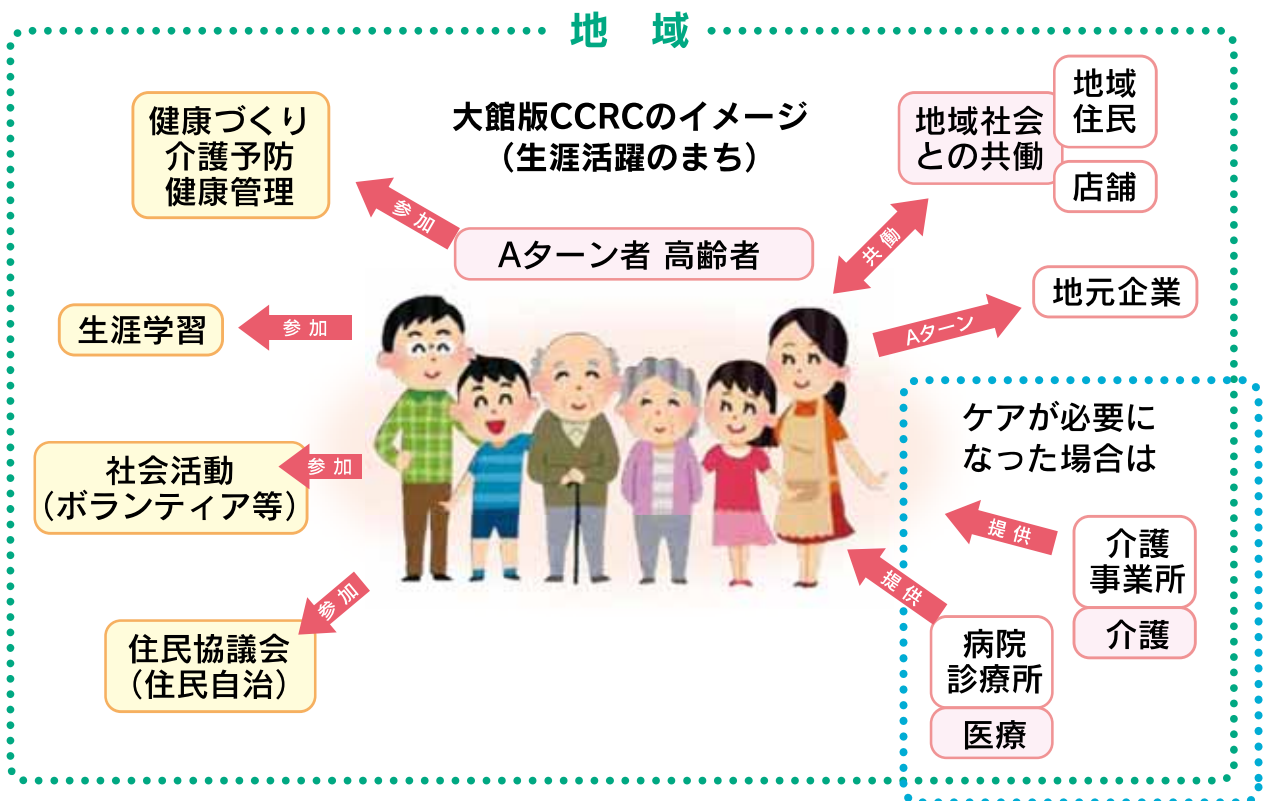 地 域
大館版CCRCのイメージ
（生涯活躍のまち）
健康づくり
介護予防
健康管理
参加
Aターン者 高齢者
地域社会
との共働
地域
住民
店舗
共働
生涯学習
参加
Aターン
地元企業
社会活動
（ボランティア等）
参加
住民協議会
（住民自治）
参加
ケアが必要に
なった場合は
提供
介護
事業所
介護
提供
病院
診療所
医療